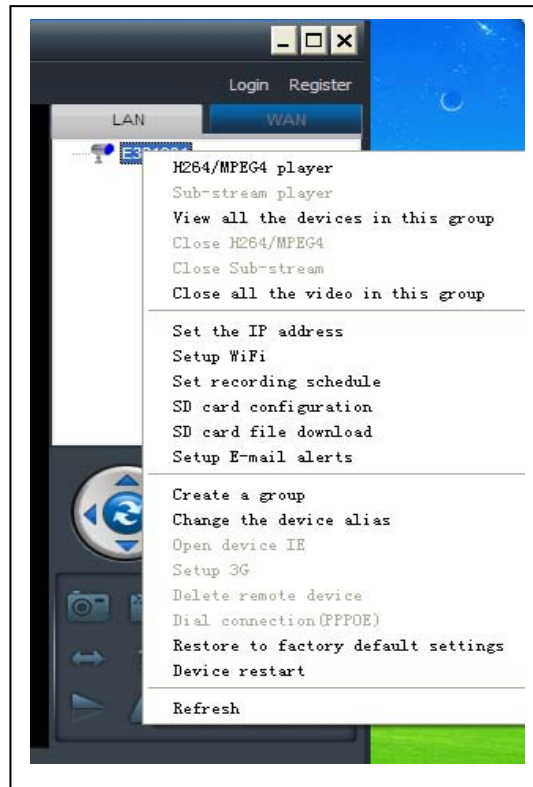 Login Register
LAN WAN
H264/MPEG4 player
Sub-stream player
View all the devices in this group
Close H264/MPEG4
Close Sub-stream
Close all the video in this group
Set the IP address
Setup WiFi
Set recording schedule
SD card configuration
SD card file download
Setup E-mail alerts
Create a group
Change the device alias
Open device IE
Setup 3G
Delete remote device
Dial connection(PPPOE)
Restore to factory default settings
Device restart
Refresh